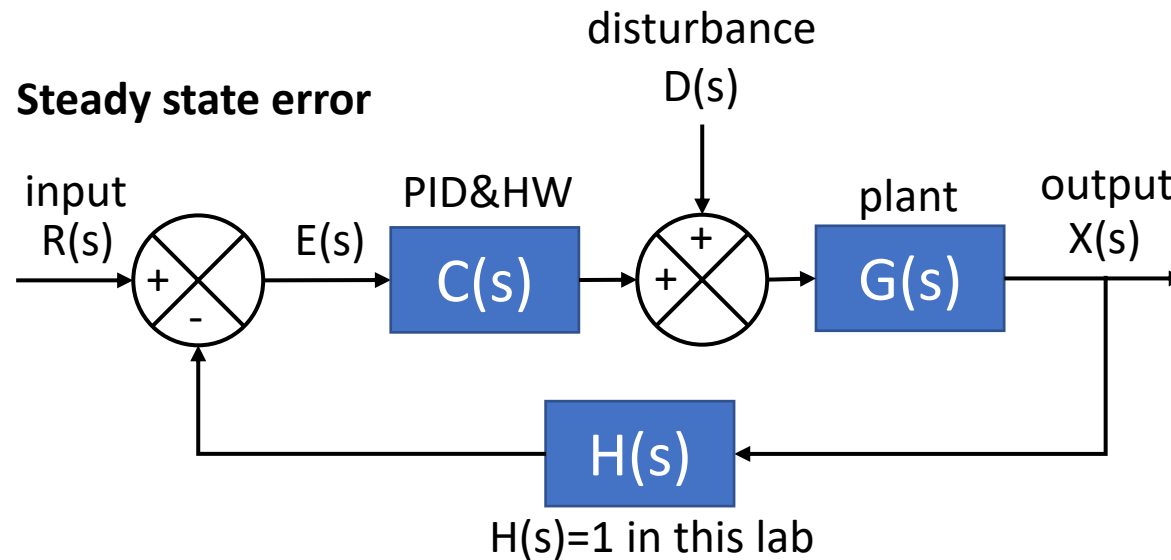 disturbance
D(s)
Steady state error
input
R(s)
+
-
E(s)
PID&HW
C(s)
+
+
plant
G(s)
output
X(s)
H(s)
H(s)=1 in this lab